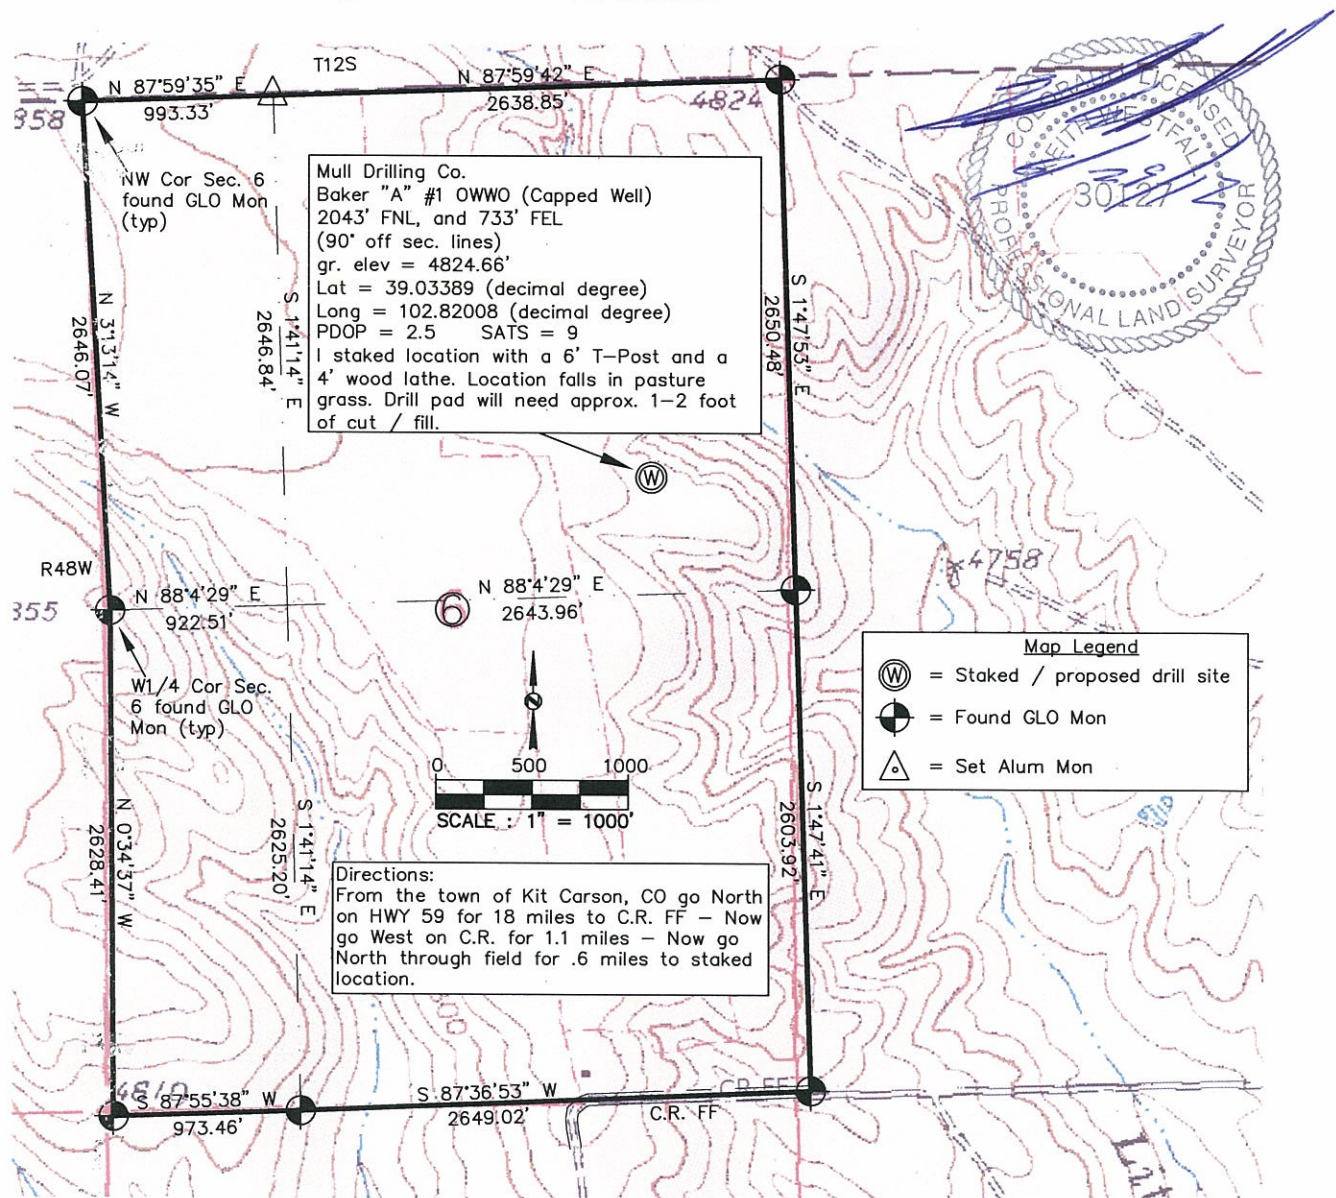 T12S
N 87°59'35" E
993.33'
N 87°59'42" E
2638.85'
4824
358
NW Cor Sec. 6
found GLO Mon
(typ)
Mull Drilling Co.
Baker "A" #1 OWWO (Capped Well)
2043' FNL, and 733' FEL
(90° off sec. lines)
gr. elev = 4824.66'
Lat = 39.03389 (decimal degree)
Long = 102.82008 (decimal degree)
PDOP = 2.5 SATS = 9
I staked location with a 6' T-Post and a
4' wood lathe. Location falls in pasture
grass. Drill pad will need approx. 1-2 foot
of cut / fill.
COLORADO LICENSED
KEITH WESTFALL
30127
PROFESSIONAL LAND SURVEYOR
N 3°13'14" W
2646.07'
S 1°41'14" E
2646.84'
S 1°47'53" E
2650.48'
W
R48W
355
N 88°4'29" E
922.51'
6
N 88°4'29" E
2643.96'
4758
W1/4 Cor Sec.
6 found GLO
Mon (typ)
N
0 500 1000
SCALE : 1" = 1000'
Map Legend
W = Staked / proposed drill site
= Found GLO Mon
= Set Alum Mon
N 0°34'37" W
2628.41'
S 1°41'14" E
2625.20'
S 1°47'41" E
2603.92'
Directions:
From the town of Kit Carson, CO go North
on HWY 59 for 18 miles to C.R. FF - Now
go West on C.R. for 1.1 miles - Now go
North through field for .6 miles to staked
location.
4810
S 87°55'38" W
973.46'
S 87°36'53" W
2649.02'
CR FF
C.R. FF